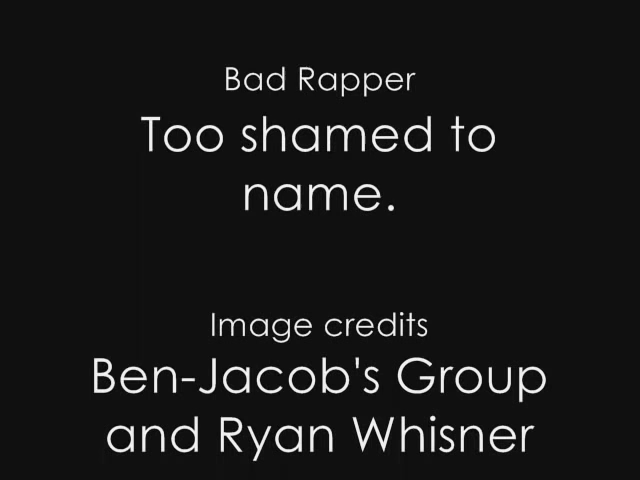 Bad Rapper
Too shamed to
name.
Image credits
Ben-Jacob's Group
and Ryan Whisner